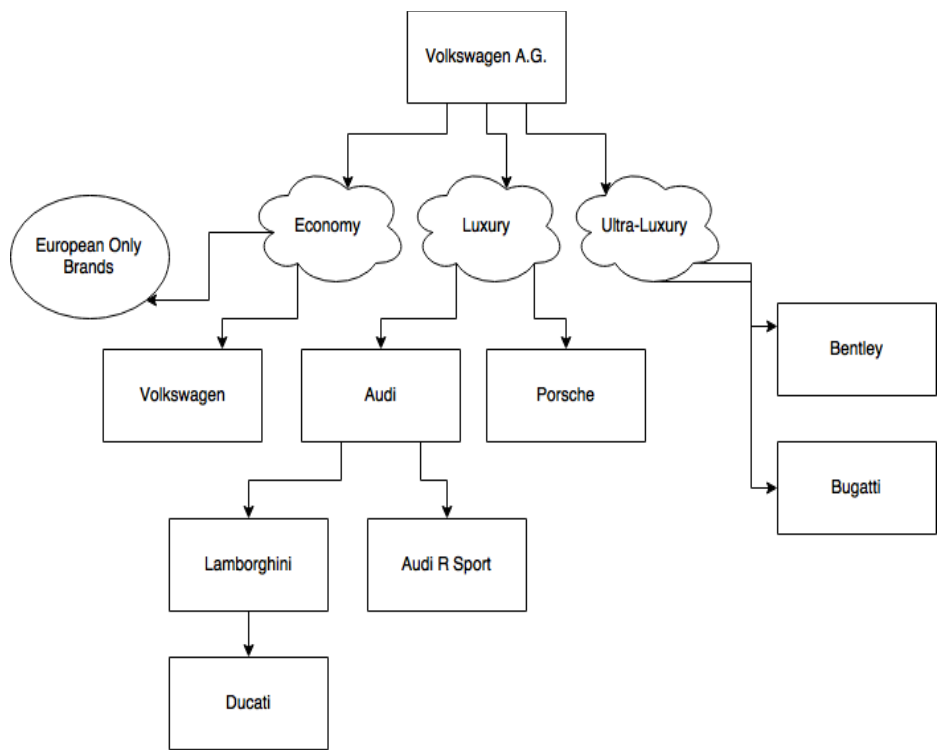 Volkswagen A.G.
Economy
Luxury
Ultra-Luxury
European Only
Brands
Bentley
Volkswagen
Audi
Porsche
Bugatti
Lamborghini
Audi R Sport
Ducati